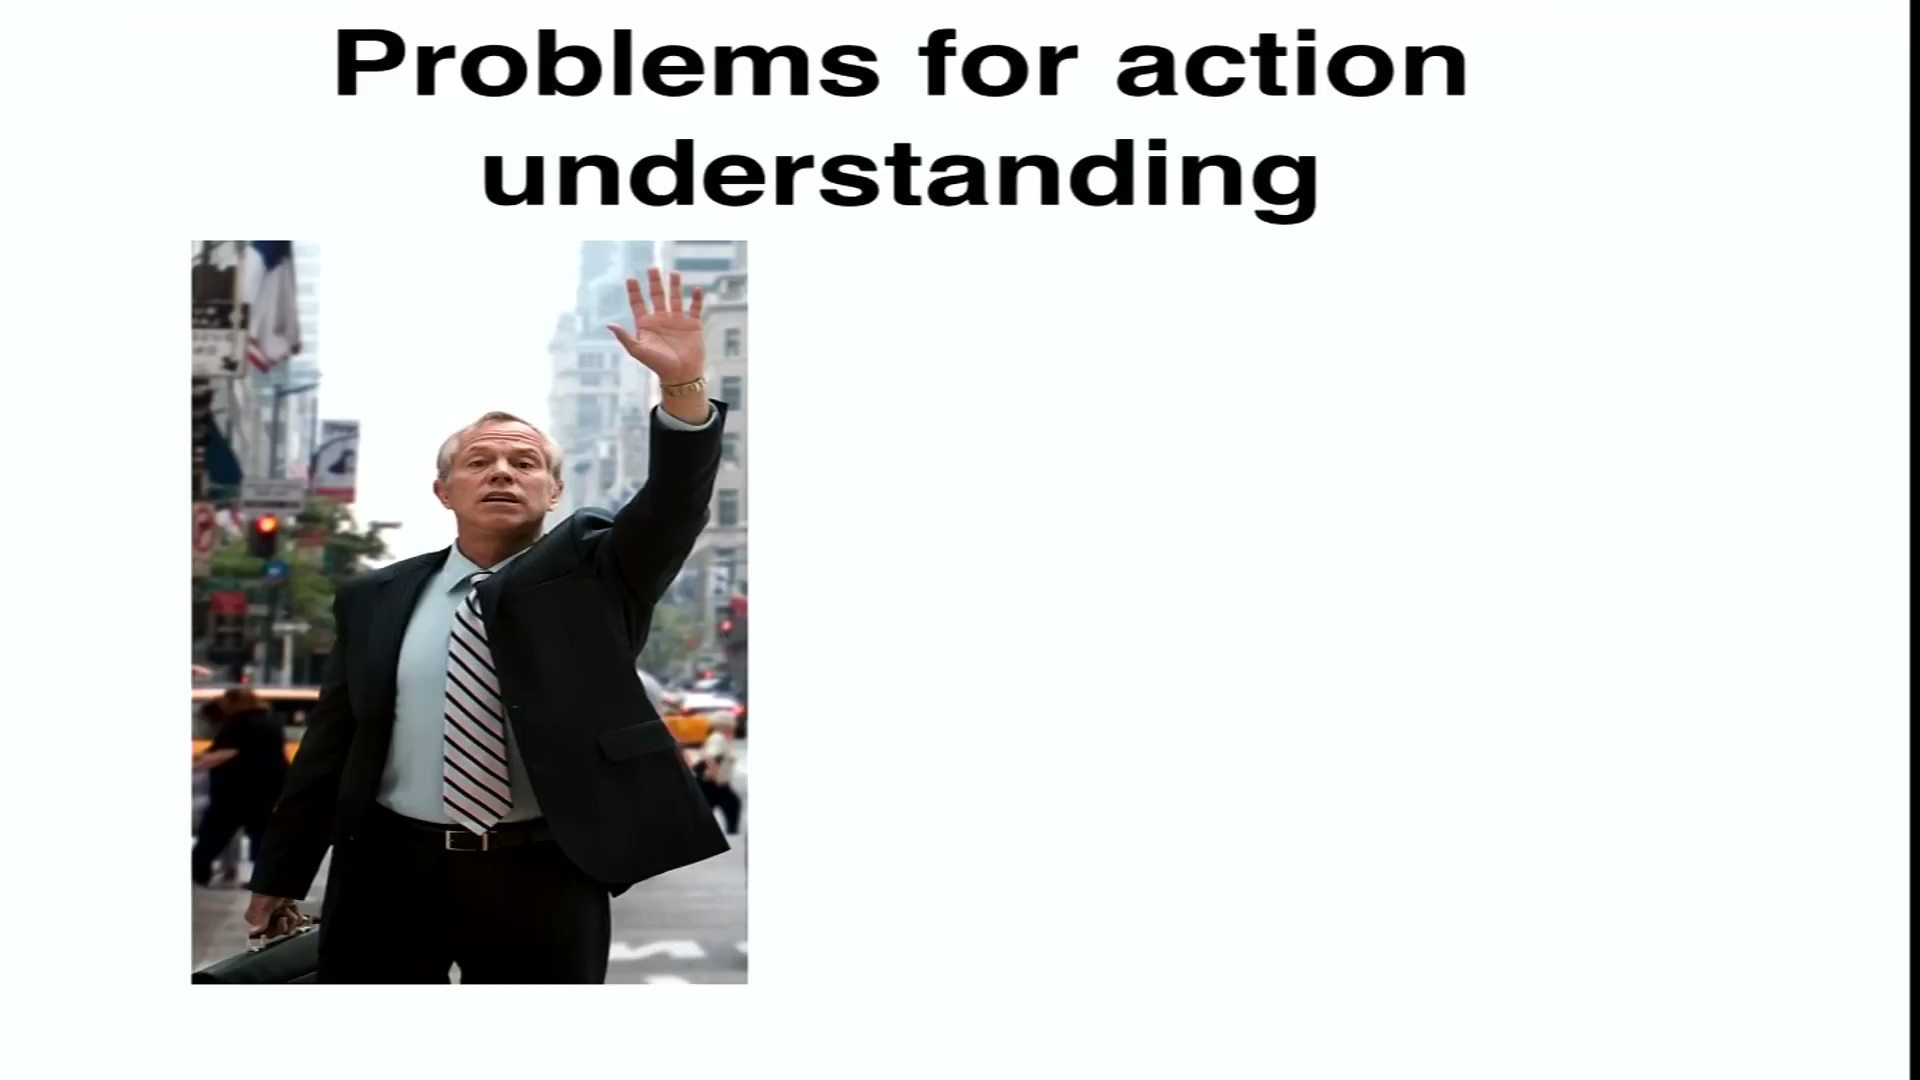 Problems for action
understanding